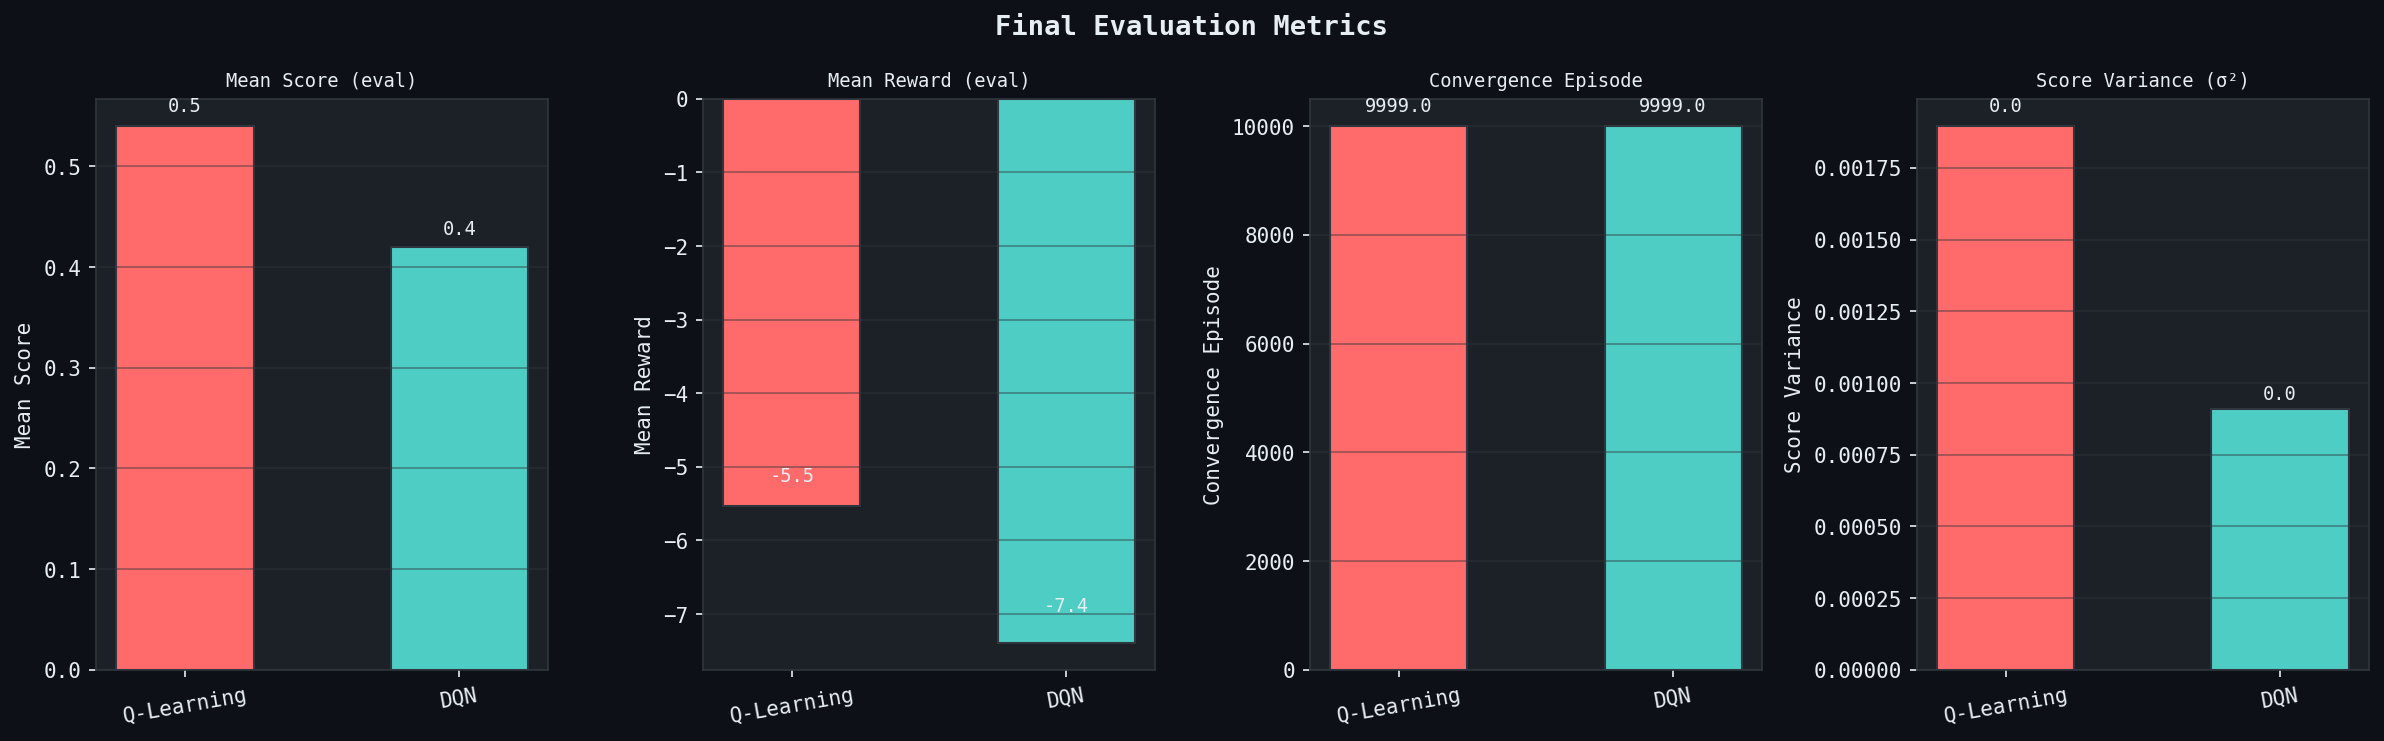 Final Evaluation Metrics
Mean Score (eval)
Mean Score
0.5
0.4
0.3
0.2
0.1
0.0
0.5
0.4
Q-Learning
DQN
Mean Reward (eval)
Mean Reward
0
−1
−2
−3
−4
−5
−6
−7
-5.5
-7.4
Q-Learning
DQN
Convergence Episode
Convergence Episode
10000
8000
6000
4000
2000
0
9999.0
9999.0
Q-Learning
DQN
Score Variance (σ²)
Score Variance
0.00175
0.00150
0.00125
0.00100
0.00075
0.00050
0.00025
0.00000
0.0
0.0
Q-Learning
DQN